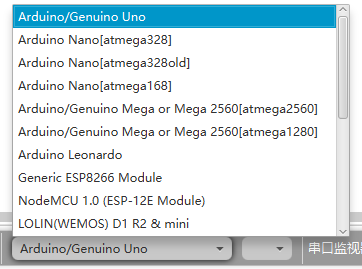 Arduino/Genuino Uno
Arduino Nano[atmega328]
Arduino Nano[atmega328old]
Arduino Nano[atmega168]
Arduino/Genuino Mega or Mega 2560[atmega2560]
Arduino/Genuino Mega or Mega 2560[atmega1280]
Arduino Leonardo
Generic ESP8266 Module
NodeMCU 1.0 (ESP-12E Module)
LOLIN(WEMOS) D1 R2 & mini
Arduino/Genuino Uno
串口监视